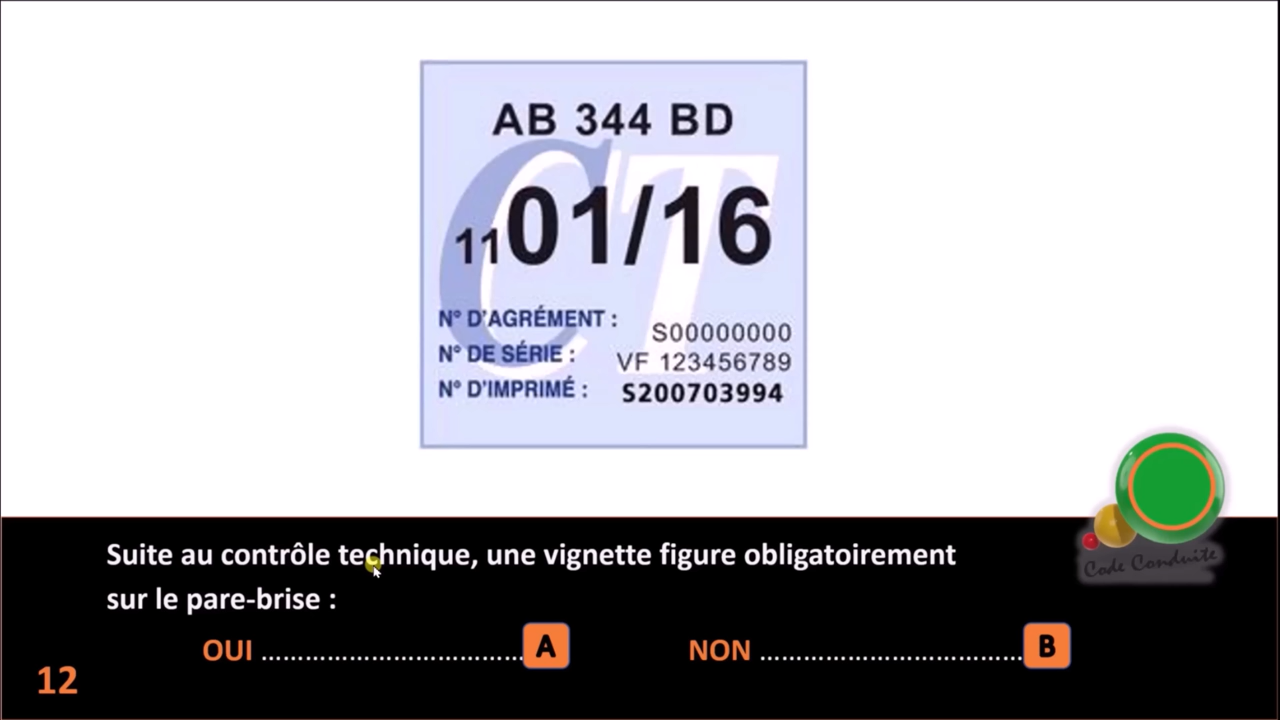 AB 344 BD
CT
11 01/16
N° D'AGRÉMENT : S00000000
N° DE SÉRIE : VF 123456789
N° D'IMPRIMÉ : S200703994
Suite au contrôle technique, une vignette figure obligatoirement
sur le pare-brise :
OUI .................................... A NON .................................... B
12
Code Conduite